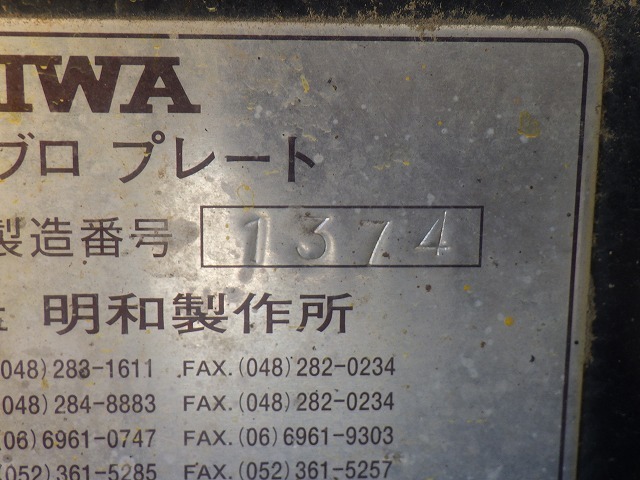 IWA
ブロ プレート
製造番号 1374
明和製作所
(048)283-1611 FAX.(048)282-0234
(048)284-8883 FAX.(048)282-0234
(06)6961-0747 FAX.(06)6961-9303
(052)361-5285 FAX.(052)361-5257